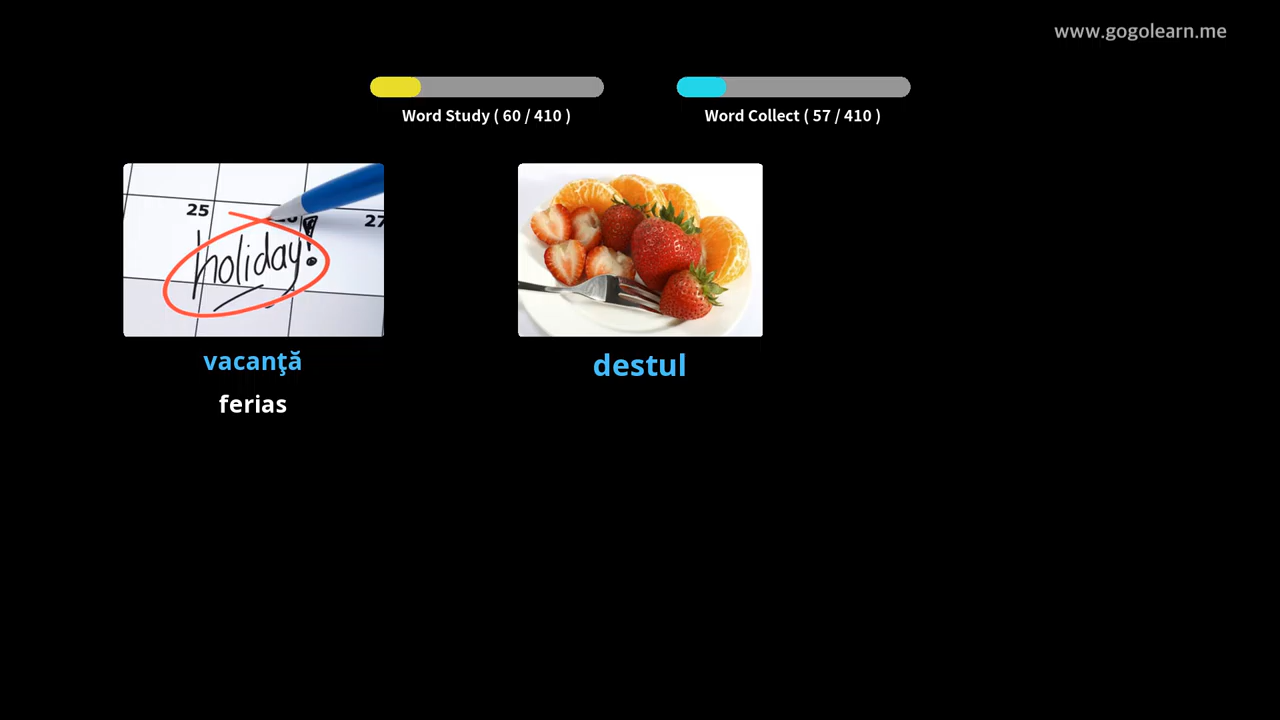 www.gogolearn.me
Word Study ( 60 / 410 )
Word Collect ( 57 / 410 )
25
27
holiday!
vacanţă
ferias
destul